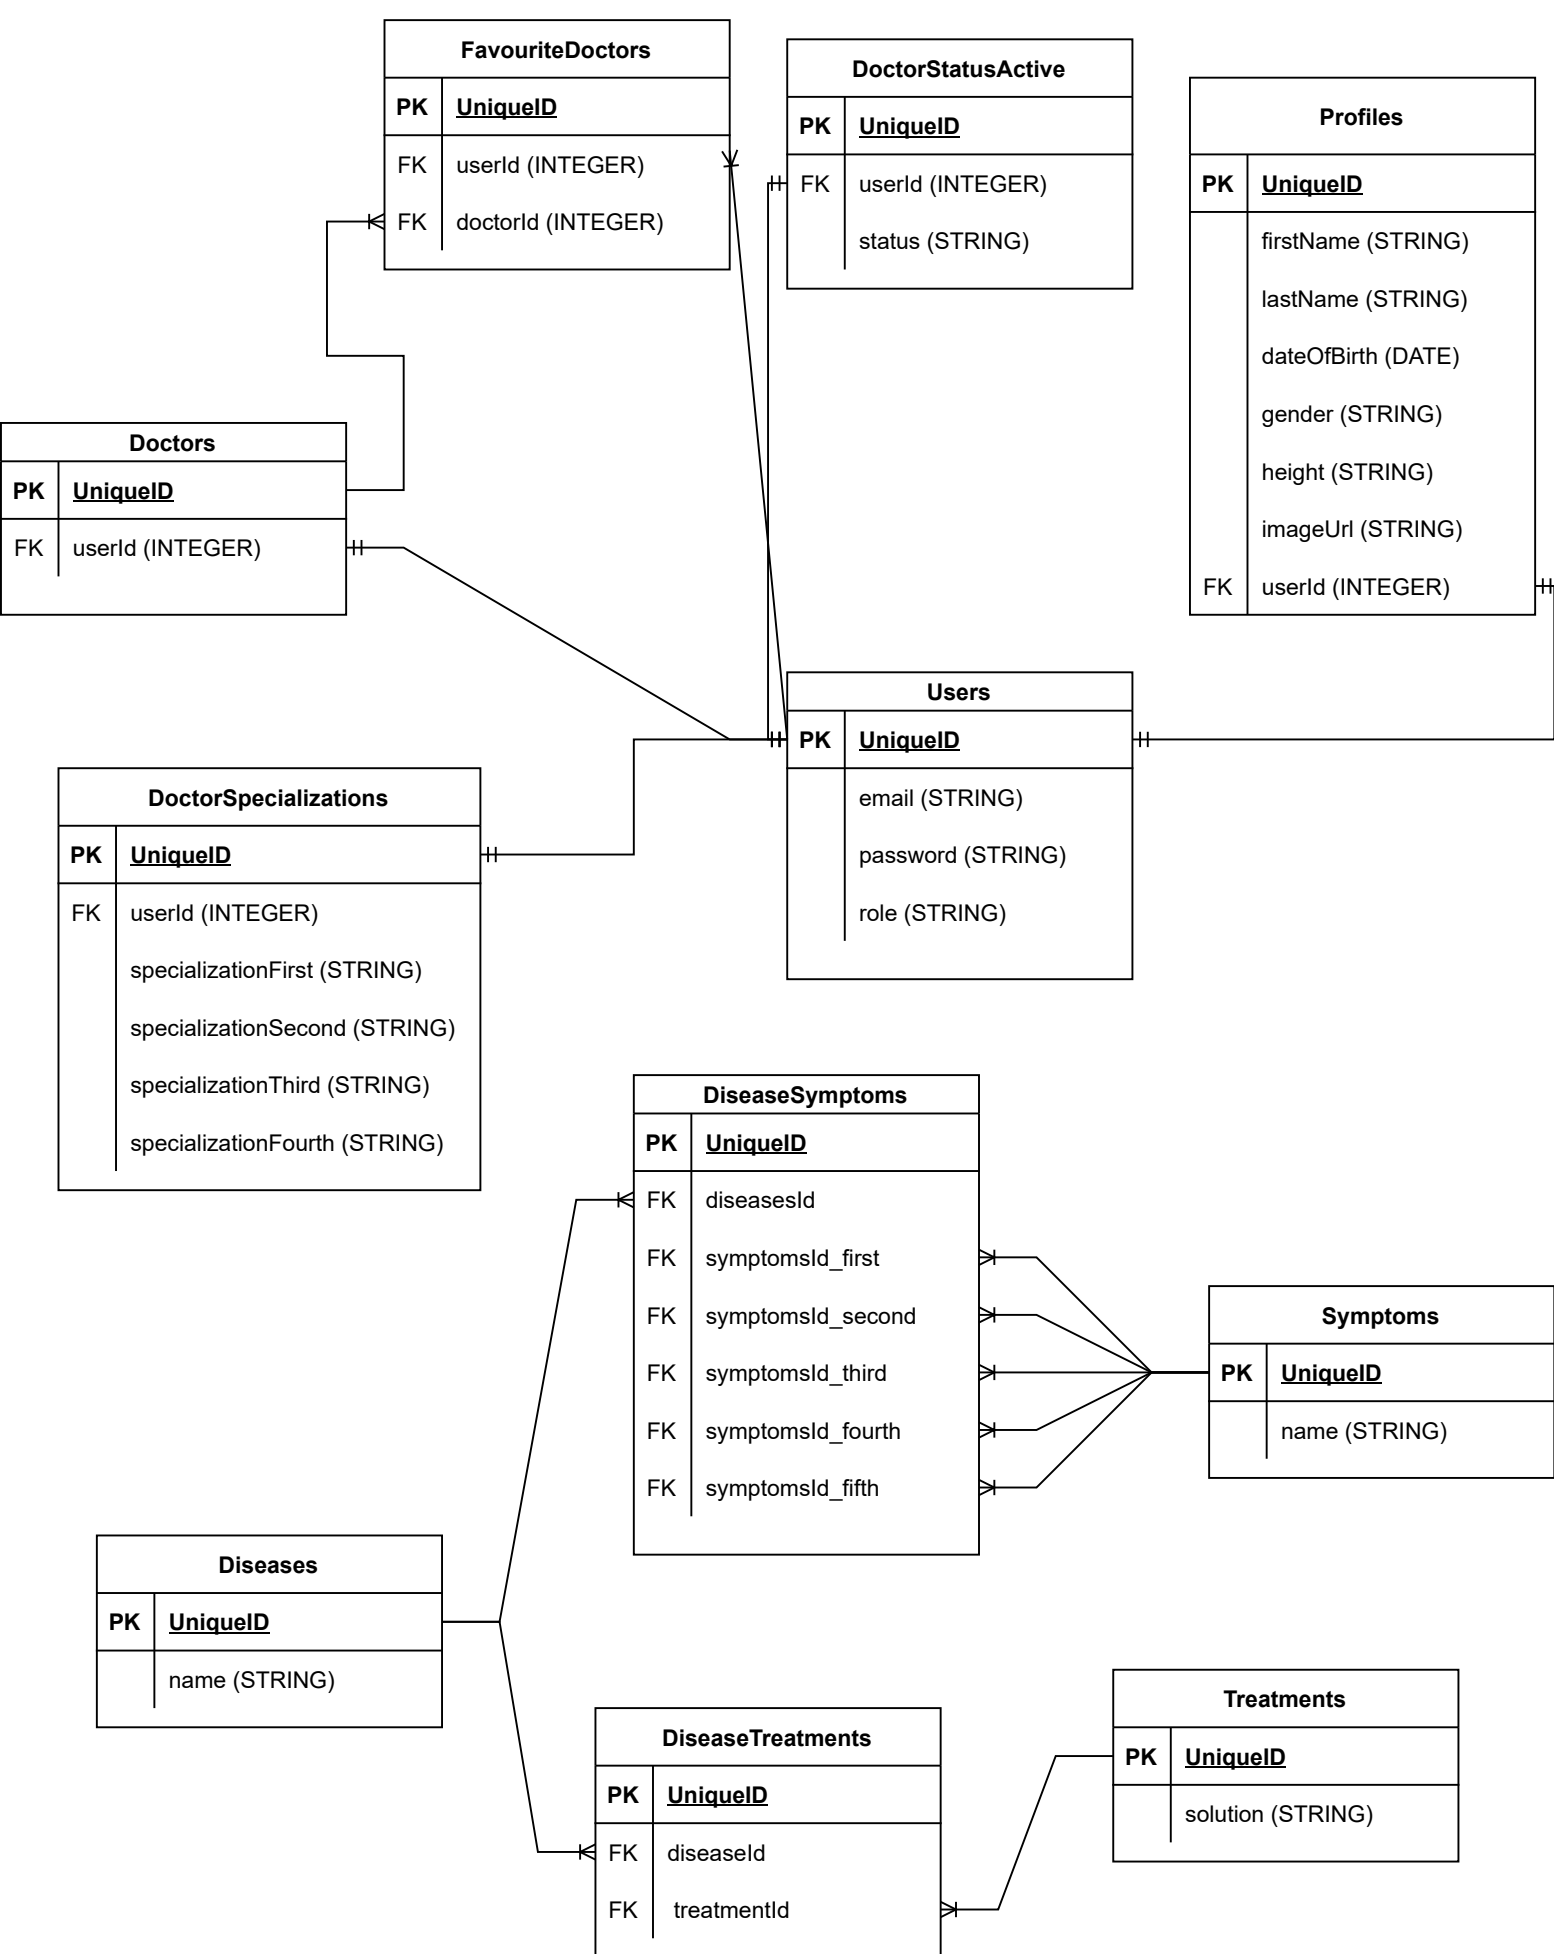 FavouriteDoctors
PK UniqueID
FK userId (INTEGER)
FK doctorId (INTEGER)
DoctorStatusActive
PK UniqueID
FK userId (INTEGER)
status (STRING)
Profiles
PK UniqueID
firstName (STRING)
lastName (STRING)
dateOfBirth (DATE)
gender (STRING)
height (STRING)
imageUrl (STRING)
FK userId (INTEGER)
Doctors
PK UniqueID
FK userId (INTEGER)
Users
PK UniqueID
email (STRING)
password (STRING)
role (STRING)
DoctorSpecializations
PK UniqueID
FK userId (INTEGER)
specializationFirst (STRING)
specializationSecond (STRING)
specializationThird (STRING)
specializationFourth (STRING)
DiseaseSymptoms
PK UniqueID
FK diseasesId
FK symptomsId_first
FK symptomsId_second
FK symptomsId_third
FK symptomsId_fourth
FK symptomsId_fifth
Symptoms
PK UniqueID
name (STRING)
Diseases
PK UniqueID
name (STRING)
DiseaseTreatments
PK UniqueID
FK diseaseId
FK treatmentId
Treatments
PK UniqueID
solution (STRING)